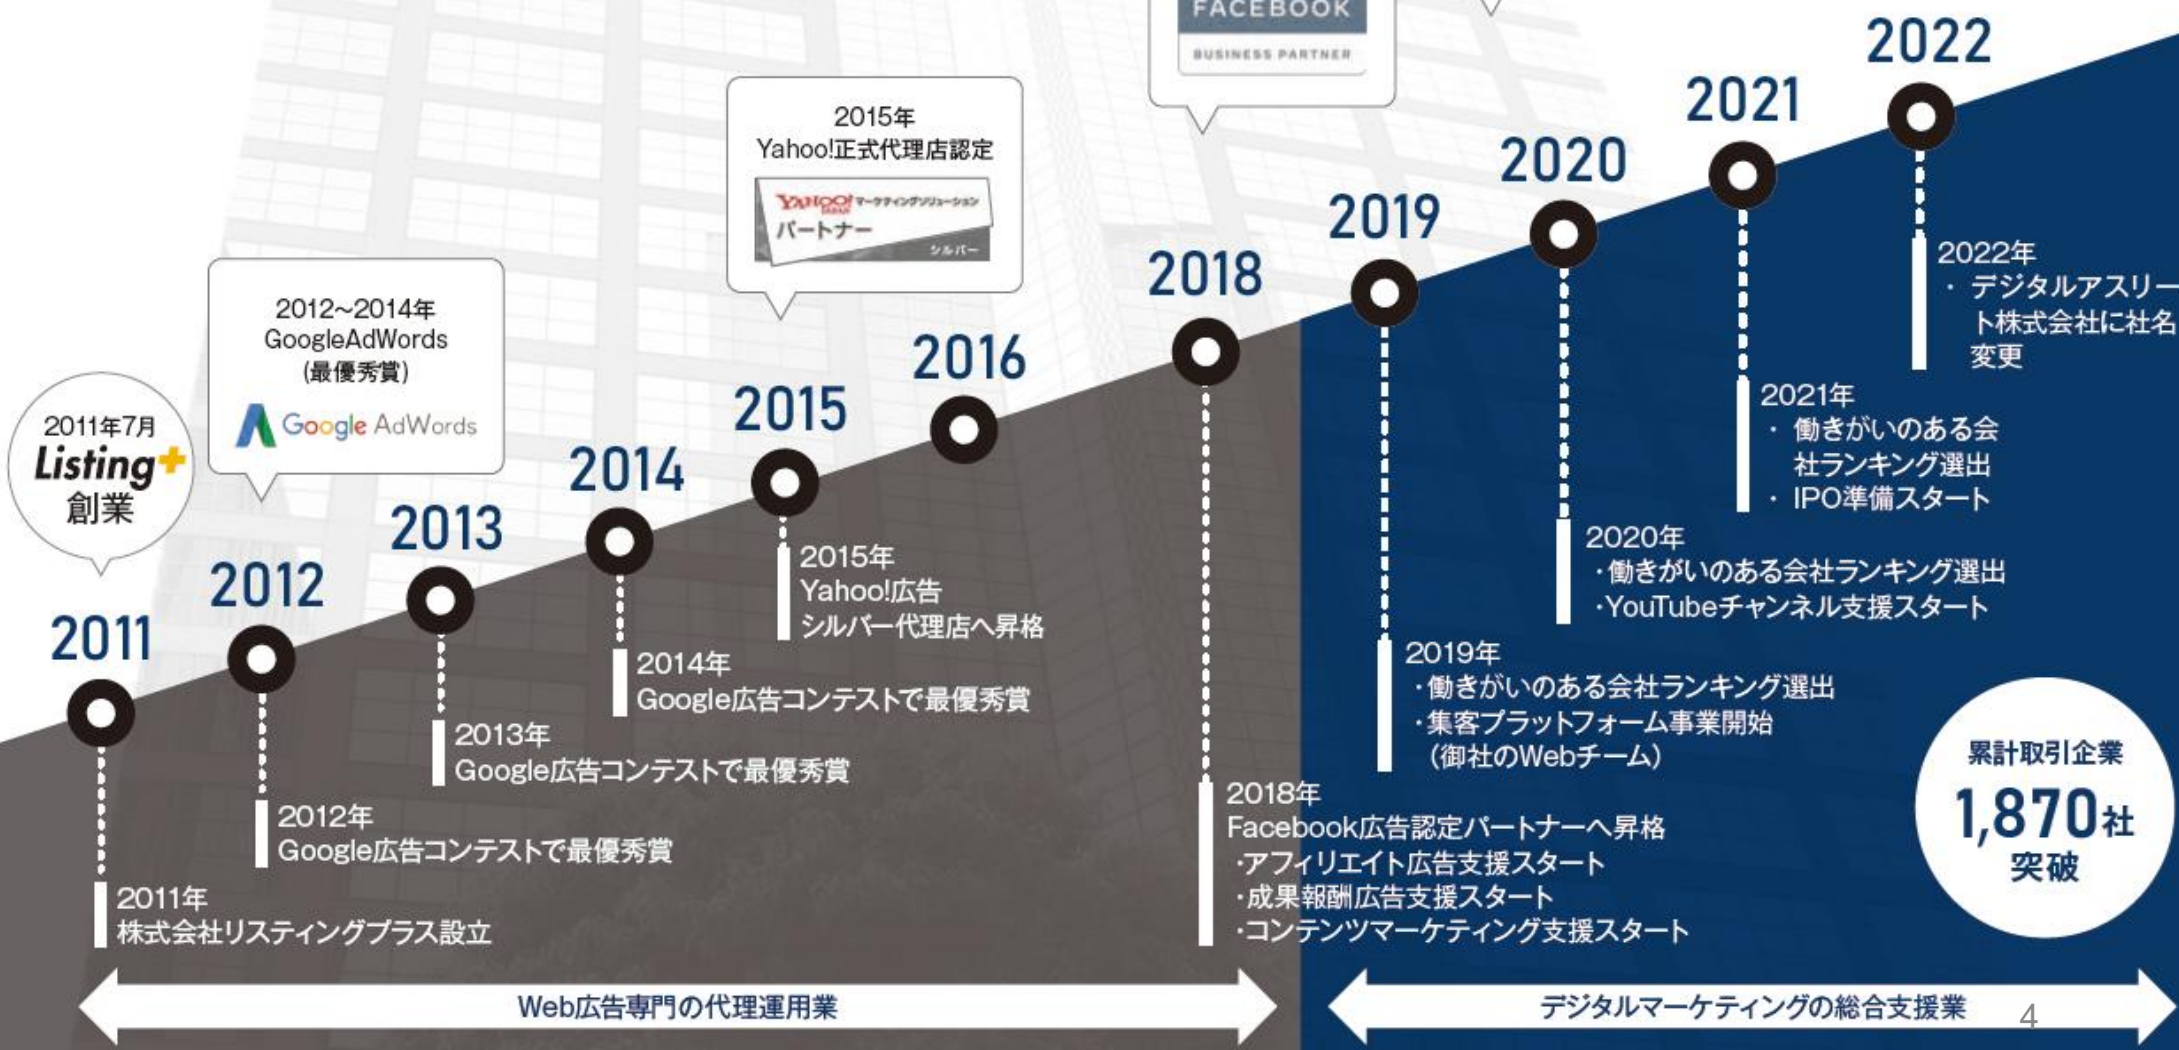 FACEBOOK
BUSINESS PARTNER
2022
2021
2020
2019
2018
2016
2015
2014
2013
2012
2011
2015年
Yahoo!正式代理店認定
YAHOO! マーケティングソリューション
JAPAN
パートナー
シルバー
2012~2014年
GoogleAdWords
(最優秀賞)
Google AdWords
2011年7月
Listing+
創業
2022年
・ デジタルアスリー
ト株式会社に社名
変更
2021年
・ 働きがいのある会
社ランキング選出
・ IPO準備スタート
2020年
・働きがいのある会社ランキング選出
・YouTubeチャンネル支援スタート
2019年
・働きがいのある会社ランキング選出
・集客プラットフォーム事業開始
(御社のWebチーム)
2018年
Facebook広告認定パートナーへ昇格
・アフィリエイト広告支援スタート
・成果報酬広告支援スタート
・コンテンツマーケティング支援スタート
2015年
Yahoo!広告
シルバー代理店へ昇格
2014年
Google広告コンテストで最優秀賞
2013年
Google広告コンテストで最優秀賞
2012年
Google広告コンテストで最優秀賞
2011年
株式会社リスティングプラス設立
累計取引企業
1,870社
突破
Web広告専門の代理運用業
デジタルマーケティングの総合支援業
4